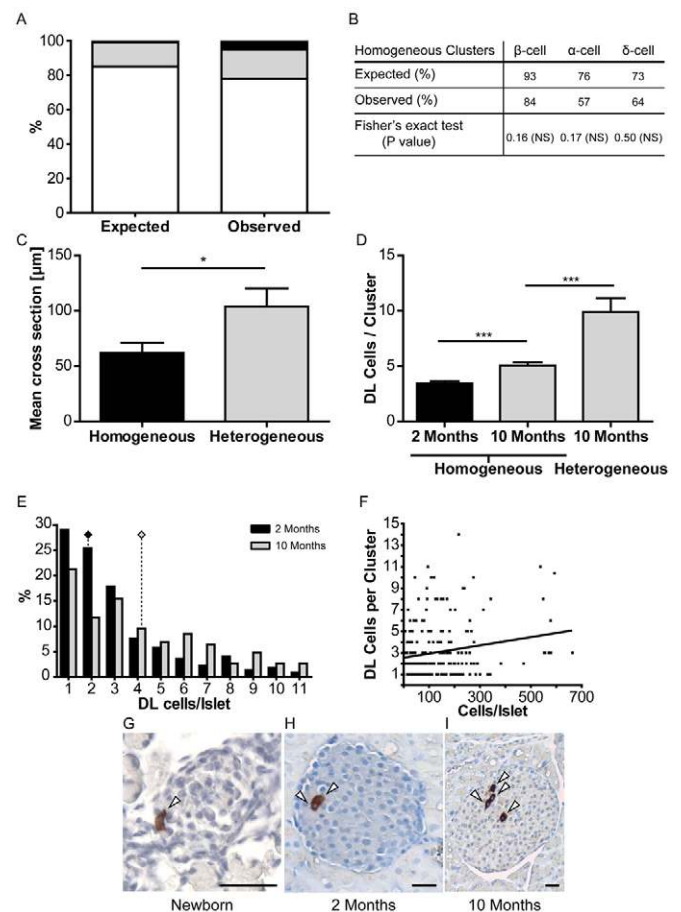 A
100
80
60
40
20
0
%
Expected
Observed
B
Homogeneous Clusters β-cell α-cell δ-cell
Expected (%) 93 76 73
Observed (%) 84 57 64
Fisher's exact test
(P value) 0.16 (NS) 0.17 (NS) 0.50 (NS)
C
150
100
50
0
Mean cross section [µm]
*
Homogeneous
Heterogeneous
D
15
10
5
0
DL Cells / Cluster
***
***
2 Months 10 Months 10 Months
Homogeneous Heterogeneous
E
30
25
20
15
10
5
0
%
2 Months
10 Months
1 2 3 4 5 6 7 8 9 10 11
DL cells/Islet
F
15
13
11
9
7
5
3
1
DL Cells per Cluster
100 300 500 700
Cells/Islet
G
H
I
Newborn
2 Months
10 Months